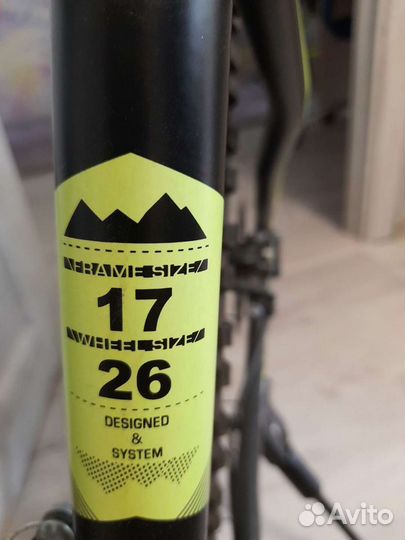 FRAME SIZE
17
WHEEL SIZE
26
DESIGNED
&
SYSTEM
Avito